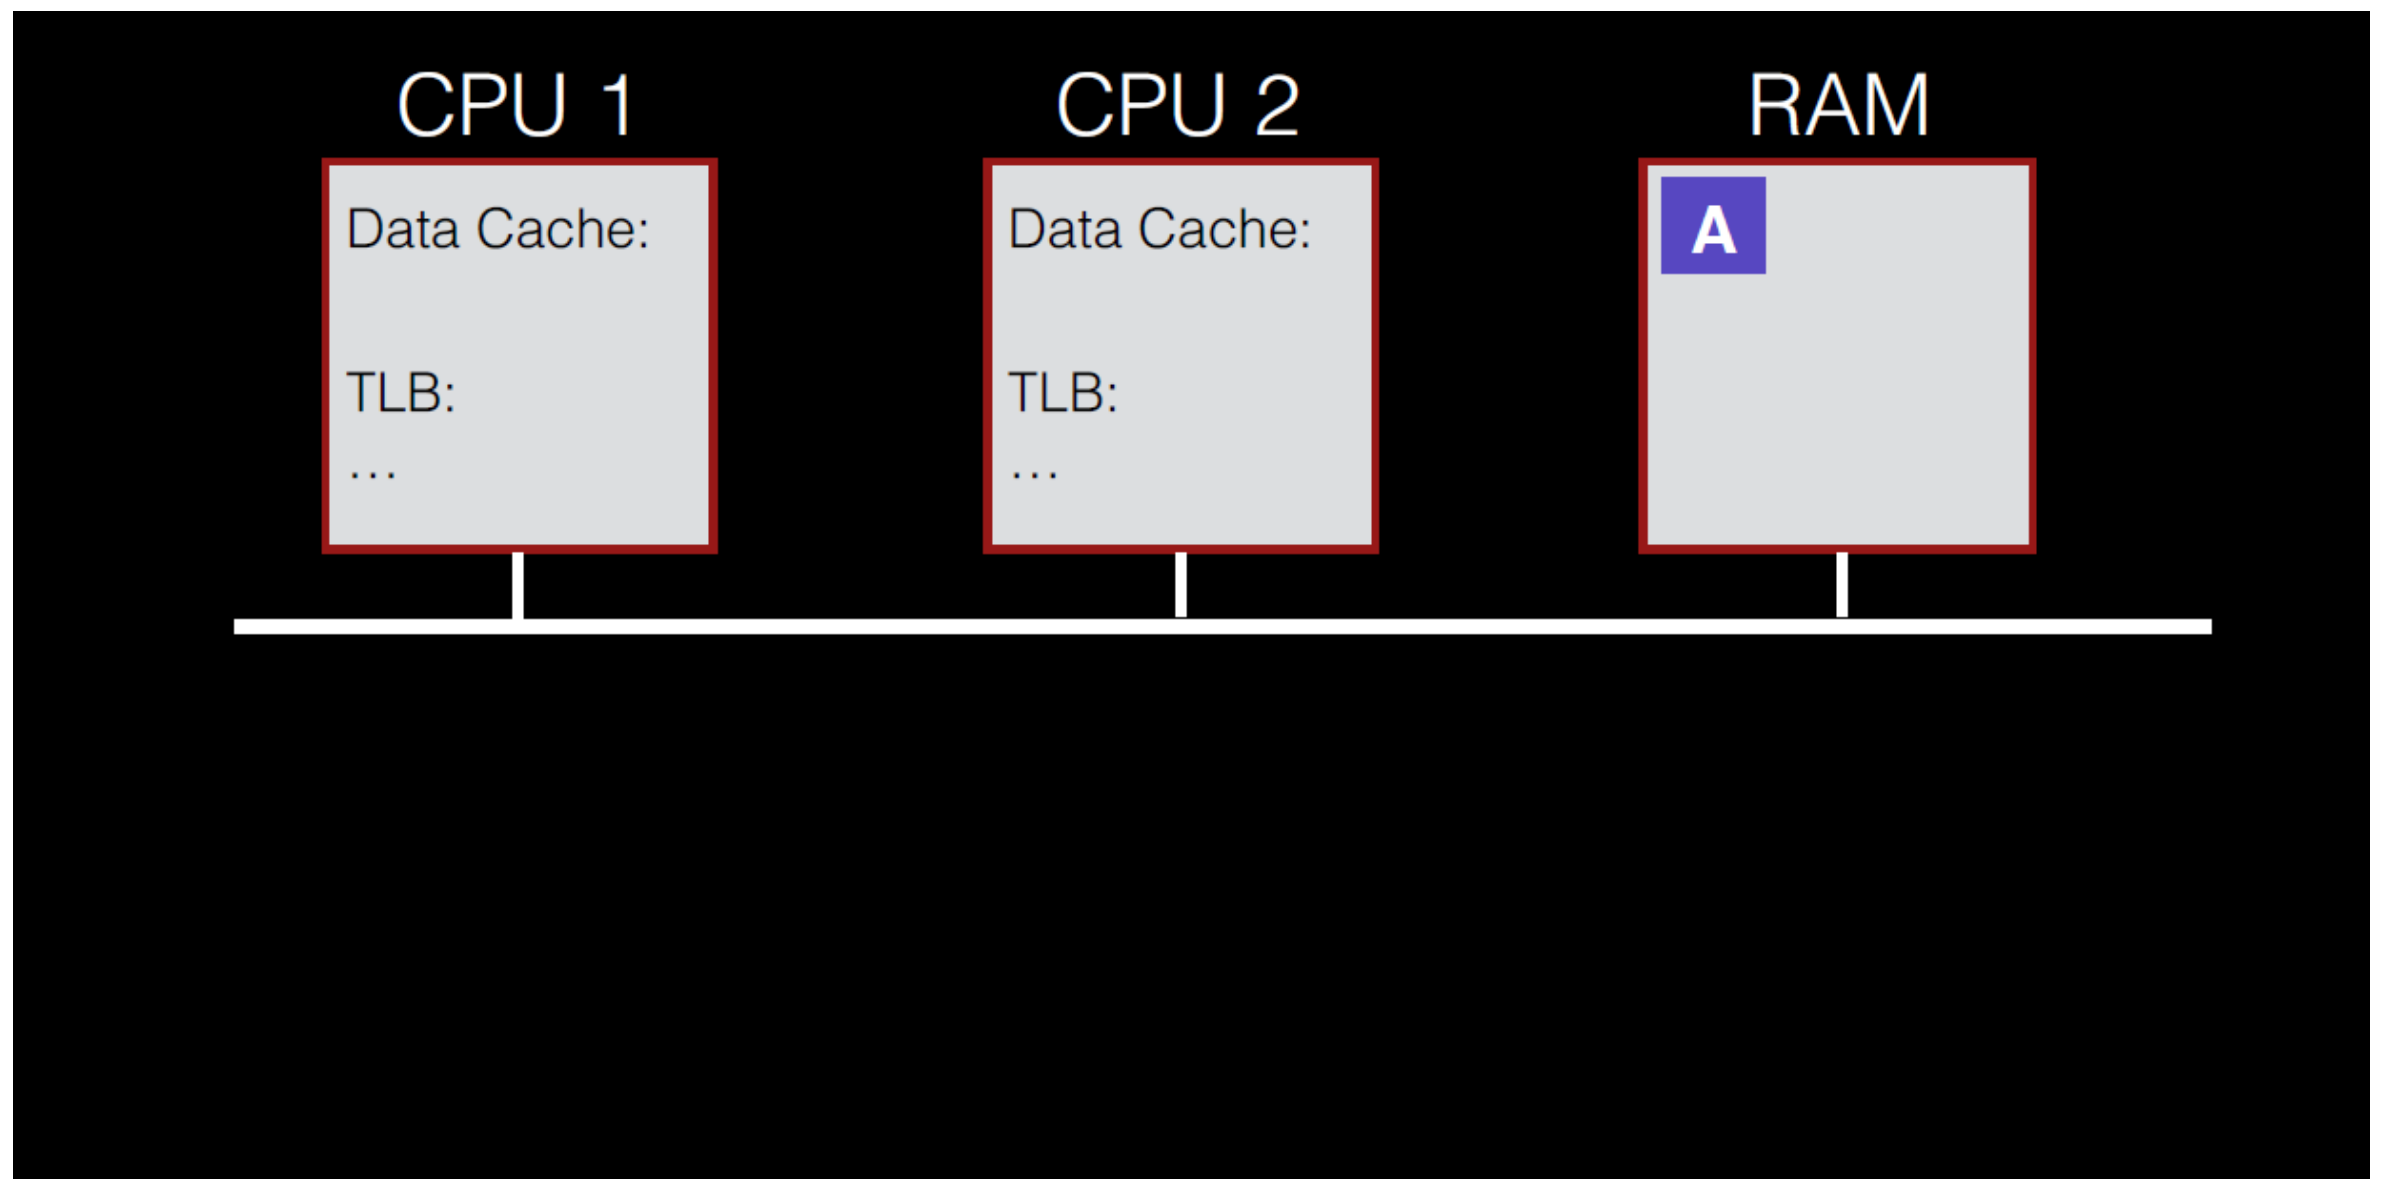 CPU 1
CPU 2
RAM
Data Cache:
TLB:
…
Data Cache:
TLB:
…
A